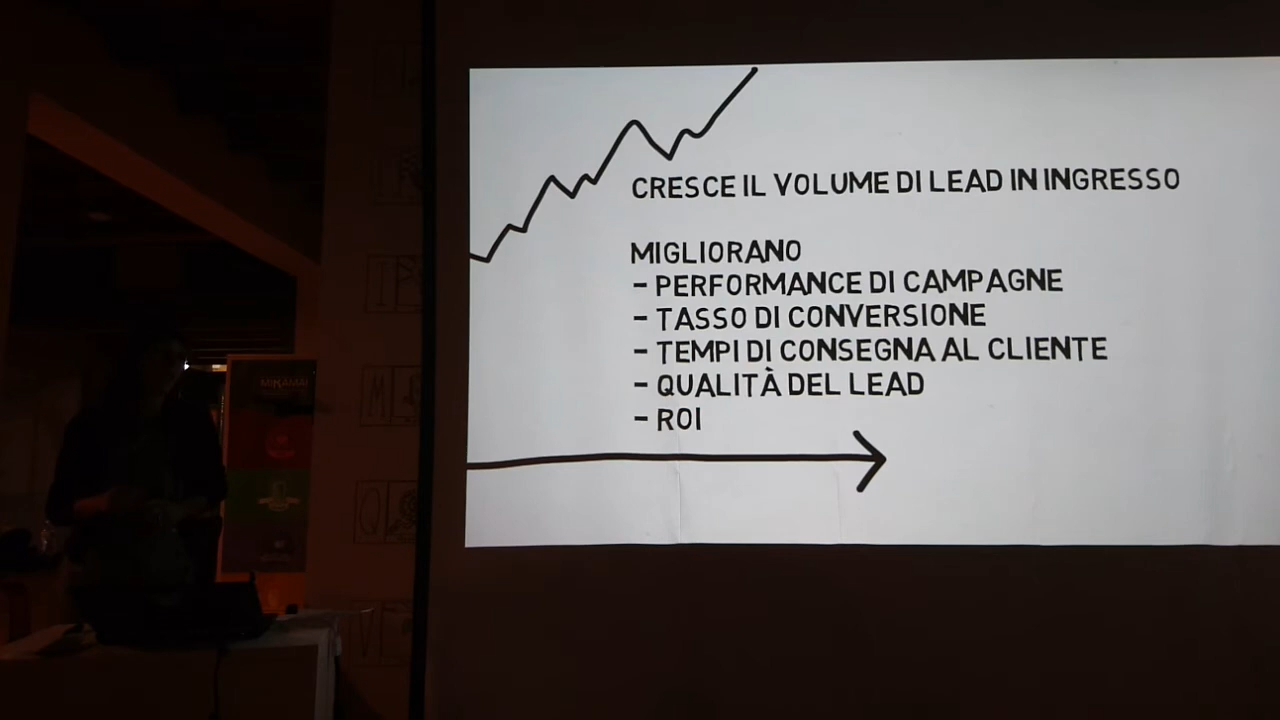 CRESCE IL VOLUME DI LEAD IN INGRESSO
MIGLIORANO
- PERFORMANCE DI CAMPAGNE
- TASSO DI CONVERSIONE
- TEMPI DI CONSEGNA AL CLIENTE
- QUALITÀ DEL LEAD
- ROI